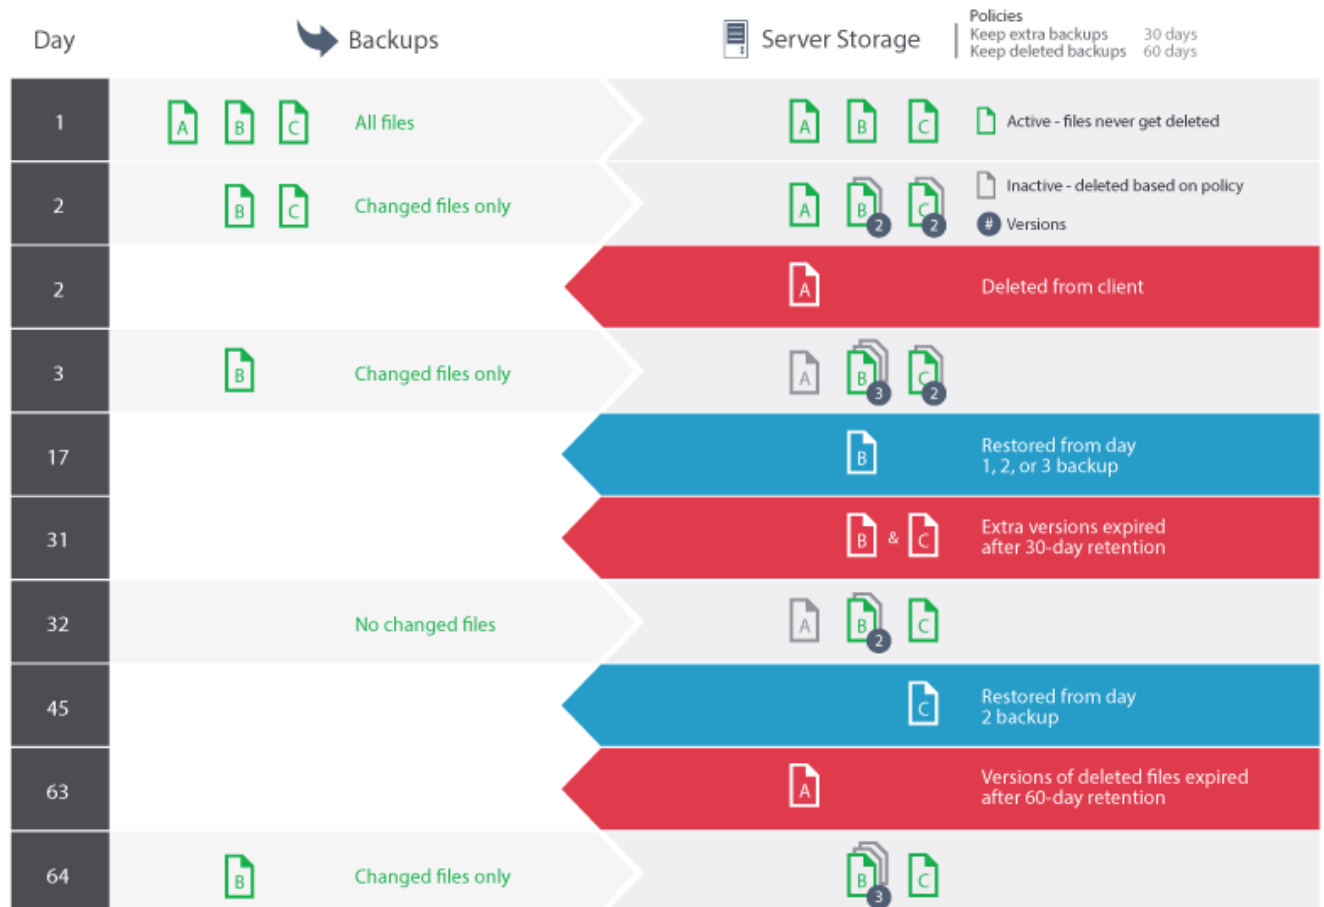 Day
Backups
Server Storage
Policies
Keep extra backups 30 days
Keep deleted backups 60 days
1
A B C
All files
A B C
Active - files never get deleted
2
B C
Changed files only
A B 2 C 2
Inactive - deleted based on policy
# Versions
2
A
Deleted from client
3
B
Changed files only
A B 3 C 2
17
B
Restored from day
1, 2, or 3 backup
31
B & C
Extra versions expired
after 30-day retention
32
No changed files
A B 2 C
45
C
Restored from day
2 backup
63
A
Versions of deleted files expired
after 60-day retention
64
B
Changed files only
B 3 C